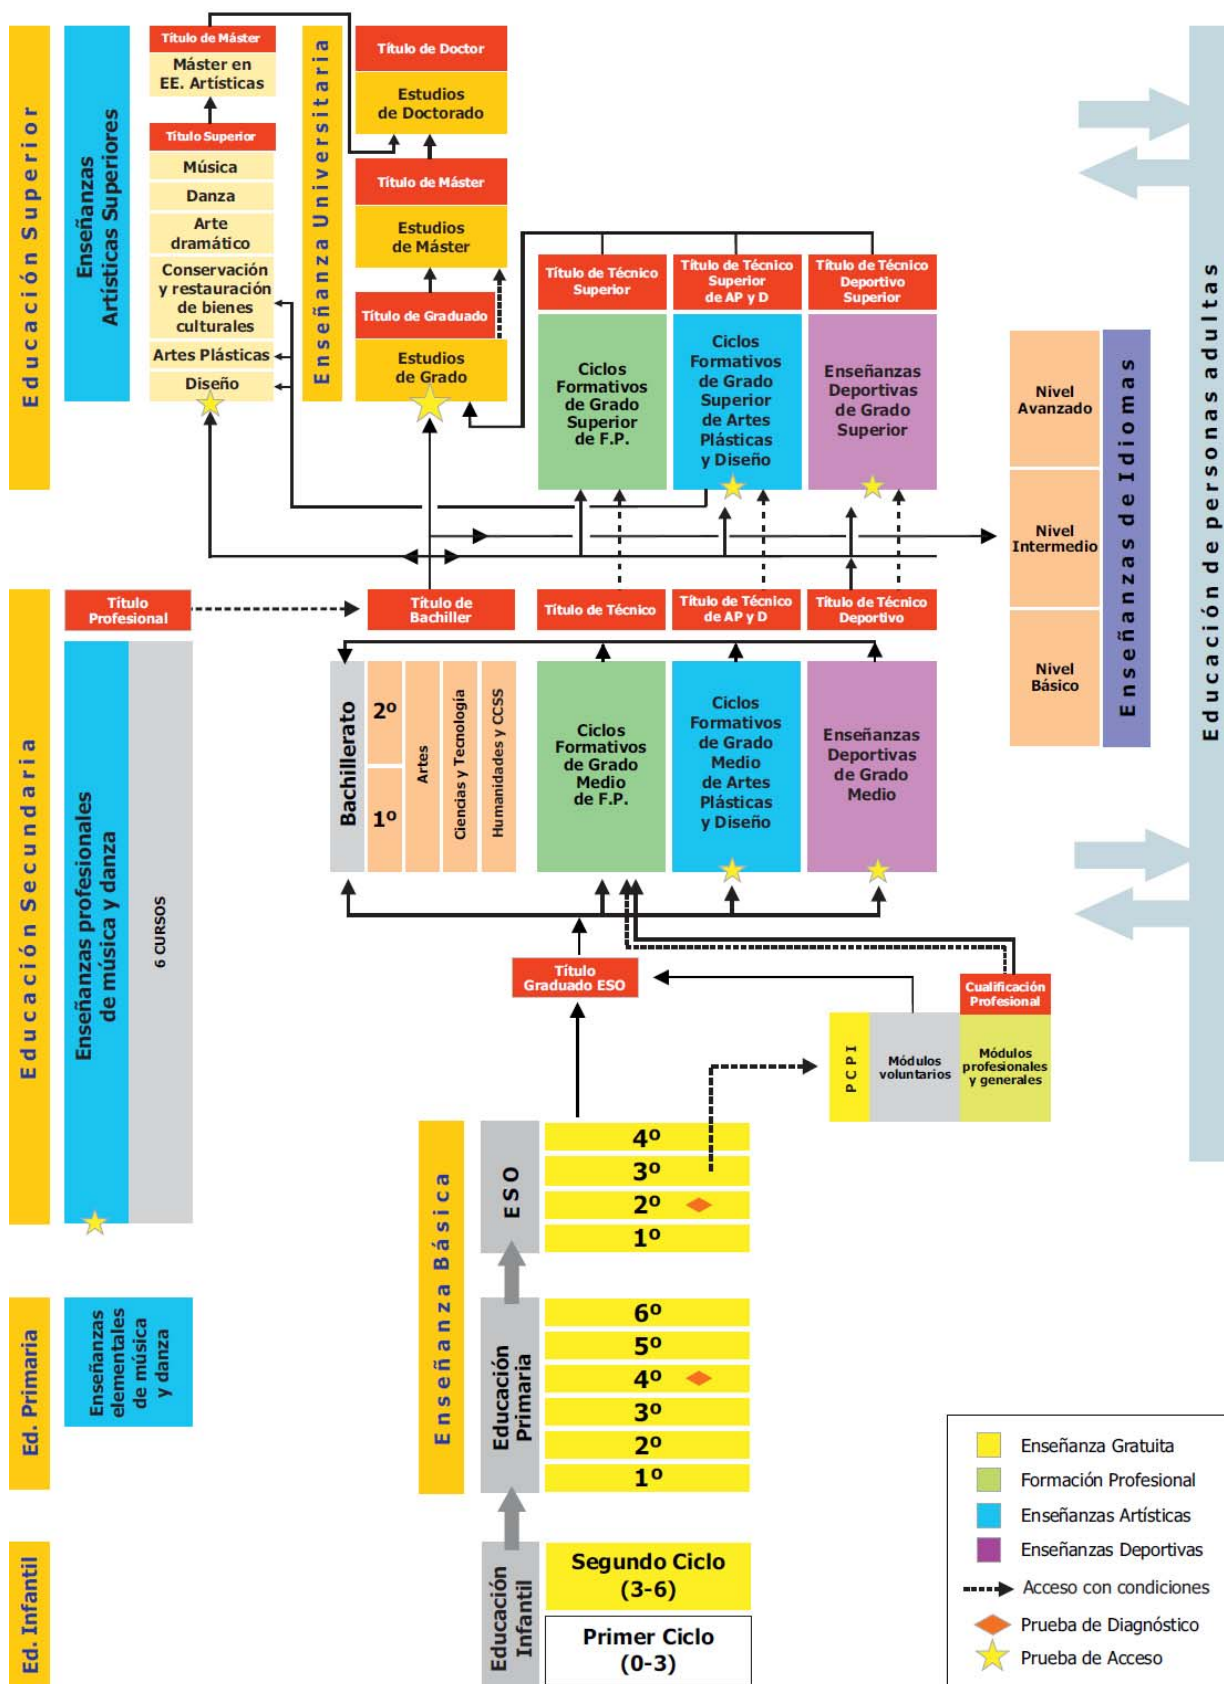 Educación Superior
Enseñanzas
Artísticas Superiores
Título de Máster
Máster en
EE. Artísticas
Título Superior
Música
Danza
Arte
dramático
Conservación
y restauración
de bienes
culturales
Artes Plásticas
Diseño
Enseñanza Universitaria
Título de Doctor
Estudios
de Doctorado
Título de Máster
Estudios
de Máster
Título de Graduado
Estudios
de Grado
Título de Técnico
Superior
Ciclos
Formativos
de Grado
Superior
de F.P.
Título de Técnico
Superior
de AP y D
Ciclos
Formativos
de Grado
Superior
de Artes
Plásticas
y Diseño
Título de Técnico
Deportivo
Superior
Enseñanzas
Deportivas
de Grado
Superior
Nivel
Avanzado
Nivel
Intermedio
Nivel
Básico
Enseñanzas de Idiomas
Educación de personas adultas
Educación Secundaria
Título
Profesional
Enseñanzas profesionales
de música y danza
6 CURSOS
Título de
Bachiller
Bachillerato
2º
1º
Artes
Ciencias y Tecnología
Humanidades y CCSS
Título de Técnico
Ciclos
Formativos
de Grado
Medio
de F.P.
Título de Técnico
de AP y D
Ciclos
Formativos
de Grado
Medio
de Artes
Plásticas
y Diseño
Título de Técnico
Deportivo
Enseñanzas
Deportivas
de Grado
Medio
Título
Graduado ESO
Cualificación
Profesional
PCPI
Módulos
voluntarios
Módulos
profesionales
y generales
Enseñanza Básica
ESO
4º
3º
2º
1º
Ed. Primaria
Enseñanzas
elementales
de música
y danza
Educación
Primaria
6º
5º
4º
3º
2º
1º
Ed. Infantil
Educación
Infantil
Segundo Ciclo
(3-6)
Primer Ciclo
(0-3)
Enseñanza Gratuita
Formación Profesional
Enseñanzas Artísticas
Enseñanzas Deportivas
Acceso con condiciones
Prueba de Diagnóstico
Prueba de Acceso